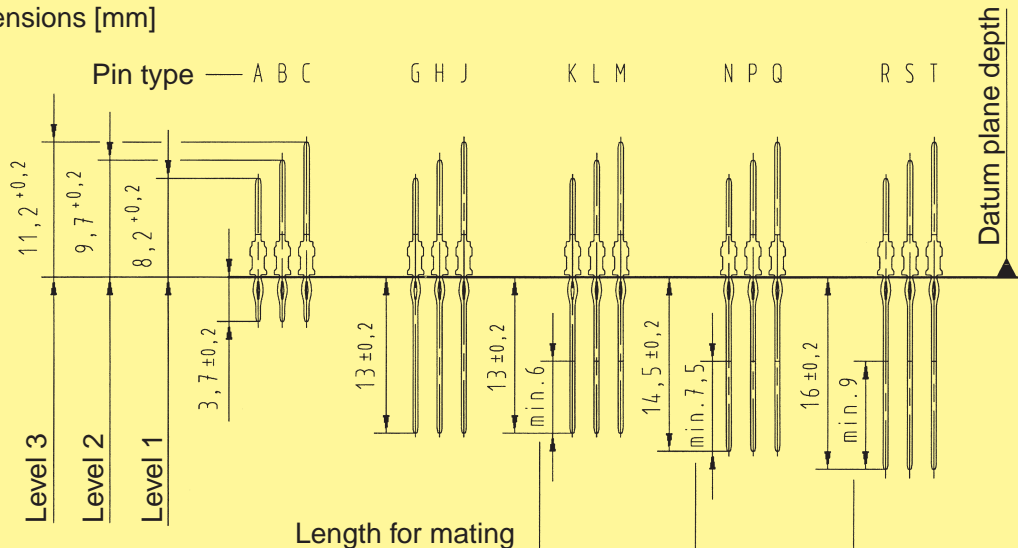 ensions [mm]
Pin type
A B C
G H J
K L M
N P Q
R S T
Datum plane depth
11,2 +0,2
9,7 +0,2
8,2 +0,2
3,7±0,2
13±0,2
13±0,2
min.6
14,5±0,2
min.7,5
16±0,2
min.9
Level 3
Level 2
Level 1
Length for mating